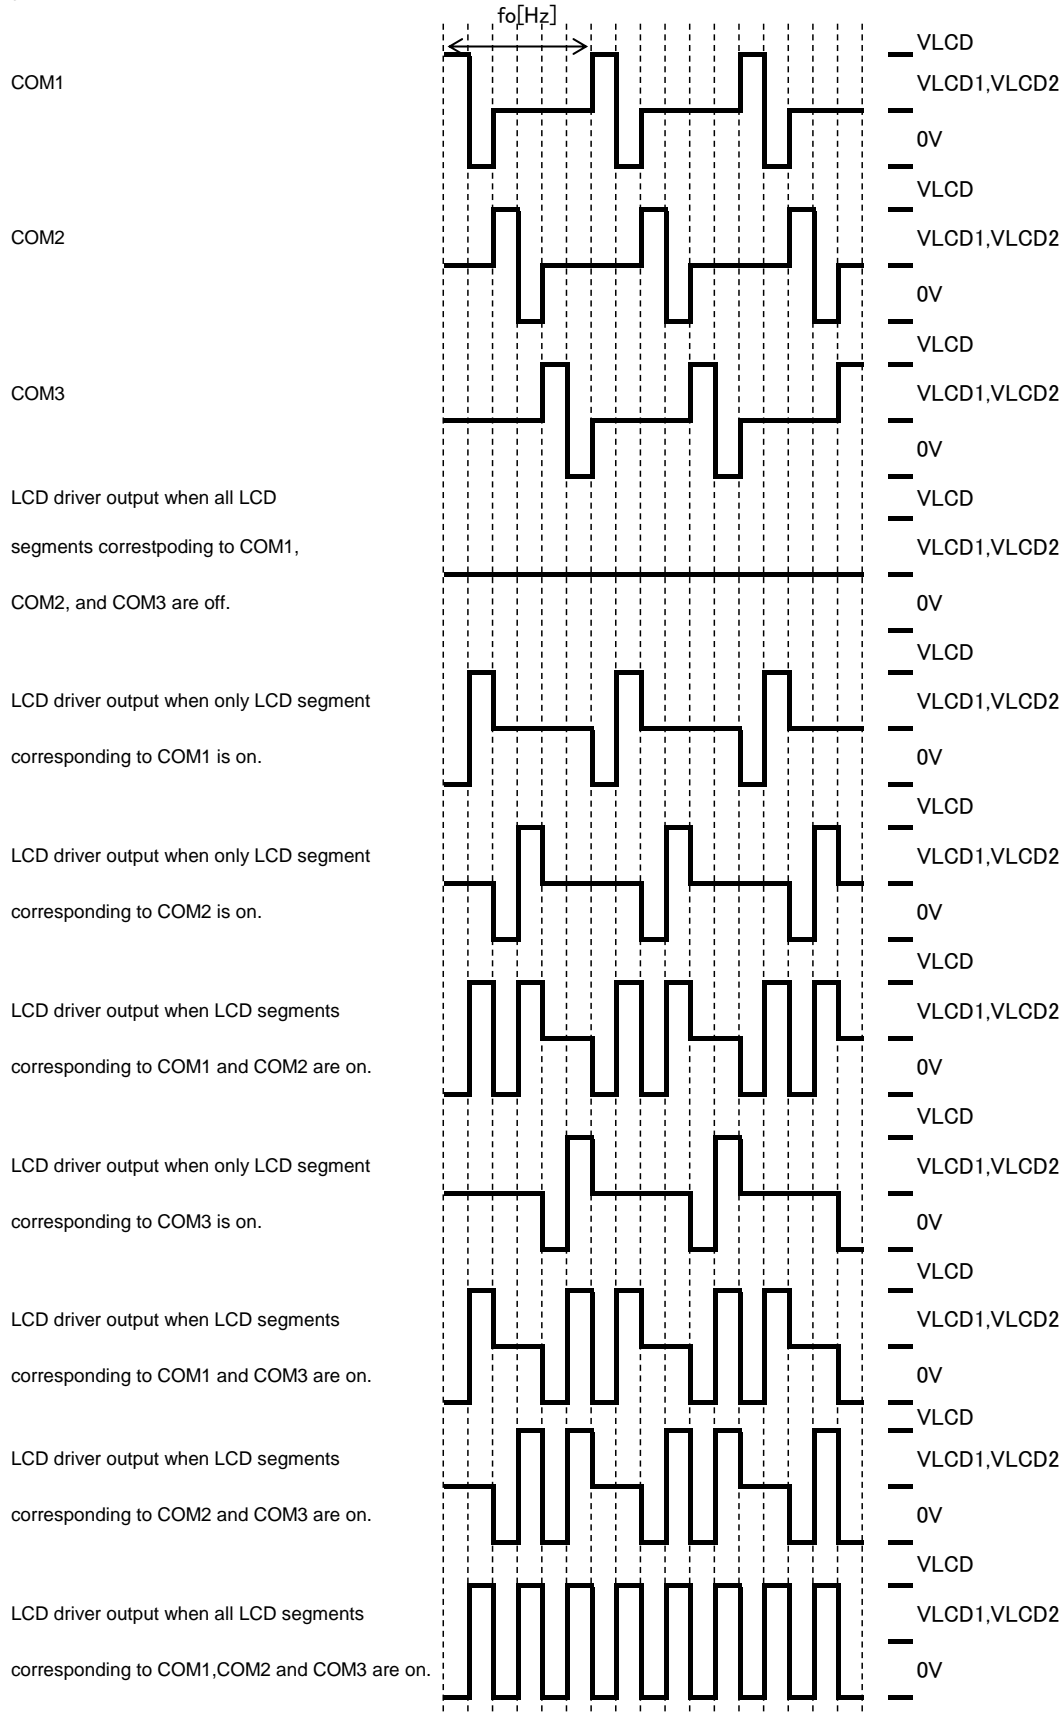 fo[Hz]
VLCD
COM1
VLCD1,VLCD2
0V
VLCD
COM2
VLCD1,VLCD2
0V
VLCD
COM3
VLCD1,VLCD2
0V
LCD driver output when all LCD
VLCD
segments correstpoding to COM1,
VLCD1,VLCD2
COM2, and COM3 are off.
0V
VLCD
LCD driver output when only LCD segment
VLCD1,VLCD2
corresponding to COM1 is on.
0V
VLCD
LCD driver output when only LCD segment
VLCD1,VLCD2
corresponding to COM2 is on.
0V
VLCD
LCD driver output when LCD segments
VLCD1,VLCD2
corresponding to COM1 and COM2 are on.
0V
VLCD
LCD driver output when only LCD segment
VLCD1,VLCD2
corresponding to COM3 is on.
0V
VLCD
LCD driver output when LCD segments
VLCD1,VLCD2
corresponding to COM1 and COM3 are on.
0V
VLCD
LCD driver output when LCD segments
VLCD1,VLCD2
corresponding to COM2 and COM3 are on.
0V
VLCD
LCD driver output when all LCD segments
VLCD1,VLCD2
corresponding to COM1,COM2 and COM3 are on.
0V